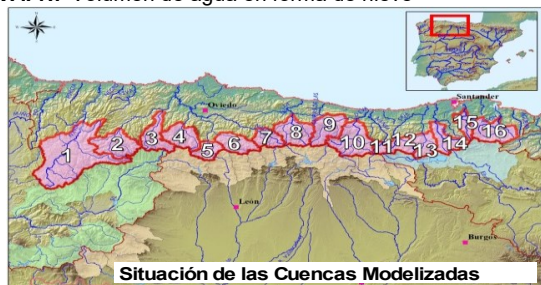 Volumen de agua en forma de nieve
Oviedo
Santander
1
2
3
4
5
6
7
8
9
10
11
12
13
14
15
16
León
Burgos
Situación de las Cuencas Modelizadas